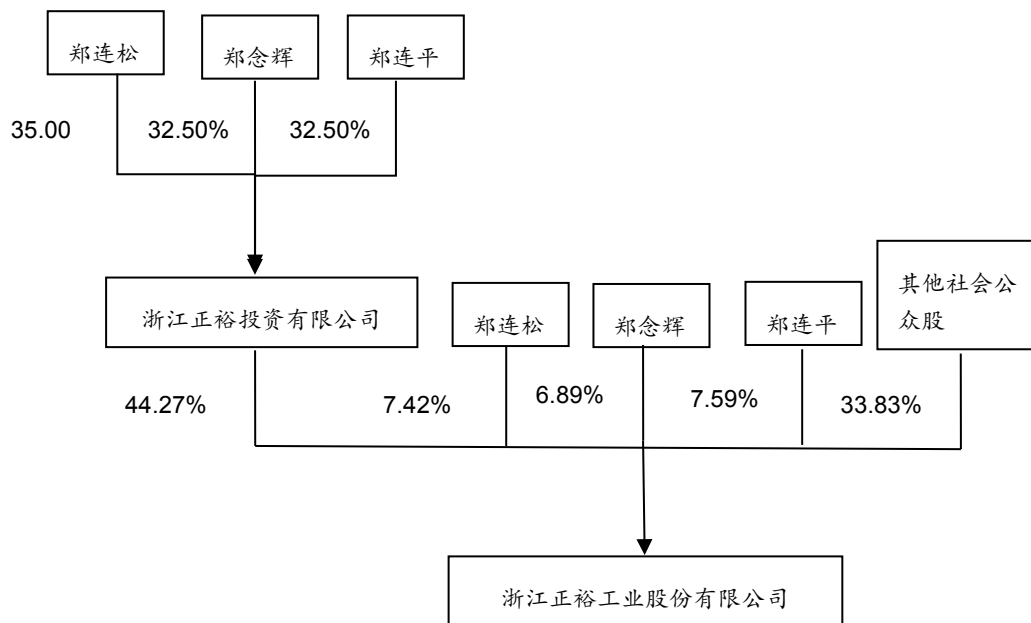 郑连松
郑念辉
郑连平
35.00
32.50%
32.50%
浙江正裕投资有限公司
郑连松
郑念辉
郑连平
其他社会公
众股
44.27%
7.42%
6.89%
7.59%
33.83%
浙江正裕工业股份有限公司